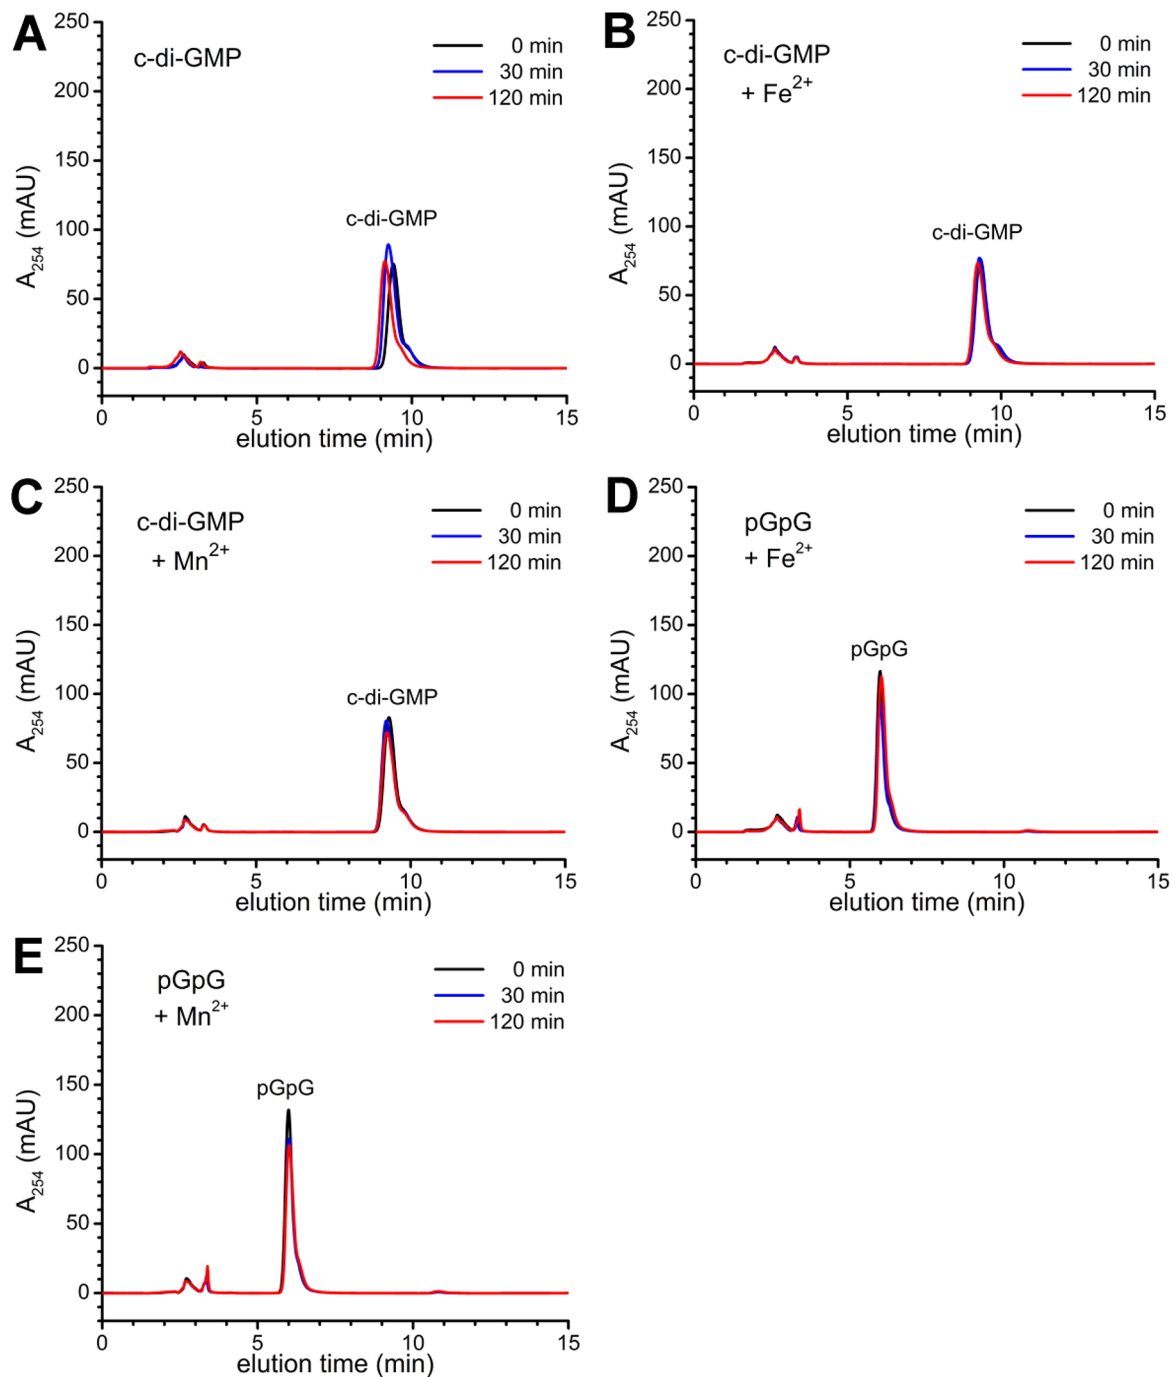 A
c-di-GMP
0 min
30 min
120 min
c-di-GMP
250
200
150
100
50
0
A254 (mAU)
0 5 10 15
elution time (min)
B
c-di-GMP
+ Fe2+
0 min
30 min
120 min
c-di-GMP
250
200
150
100
50
0
A254 (mAU)
0 5 10 15
elution time (min)
C
c-di-GMP
+ Mn2+
0 min
30 min
120 min
c-di-GMP
250
200
150
100
50
0
A254 (mAU)
0 5 10 15
elution time (min)
D
pGpG
+ Fe2+
0 min
30 min
120 min
pGpG
250
200
150
100
50
0
A254 (mAU)
0 5 10 15
elution time (min)
E
pGpG
+ Mn2+
0 min
30 min
120 min
pGpG
250
200
150
100
50
0
A254 (mAU)
0 5 10 15
elution time (min)